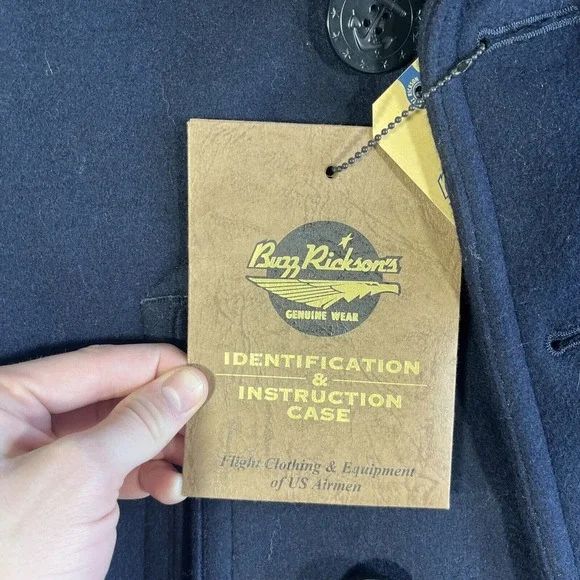 Buzz Rickson's
GENUINE WEAR
IDENTIFICATION
&
INSTRUCTION
CASE
Flight Clothing & Equipment
of US Airmen